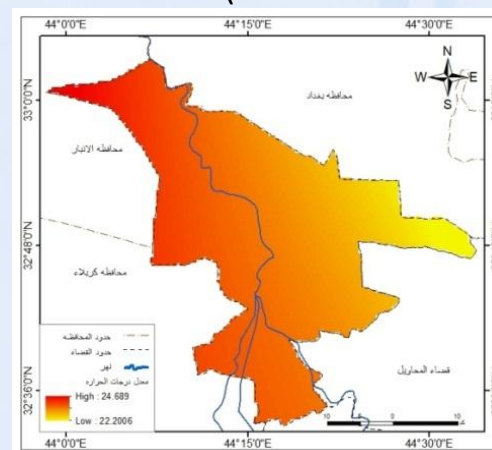 44°0'0"E 44°15'0"E 44°30'0"E
N
W E
S
33°0'0"N
محافظه بغداد
محافظه الانبار
32°48'0"N
محافظه كربلاء
حدود المحافظه
حدود القضاء
نهر
معدل درجات الحراره
High : 24.689
Low : 22.2006
قضاء المحاويل
32°36'0"N
10 5 0 10
44°0'0"E 44°15'0"E 44°30'0"E